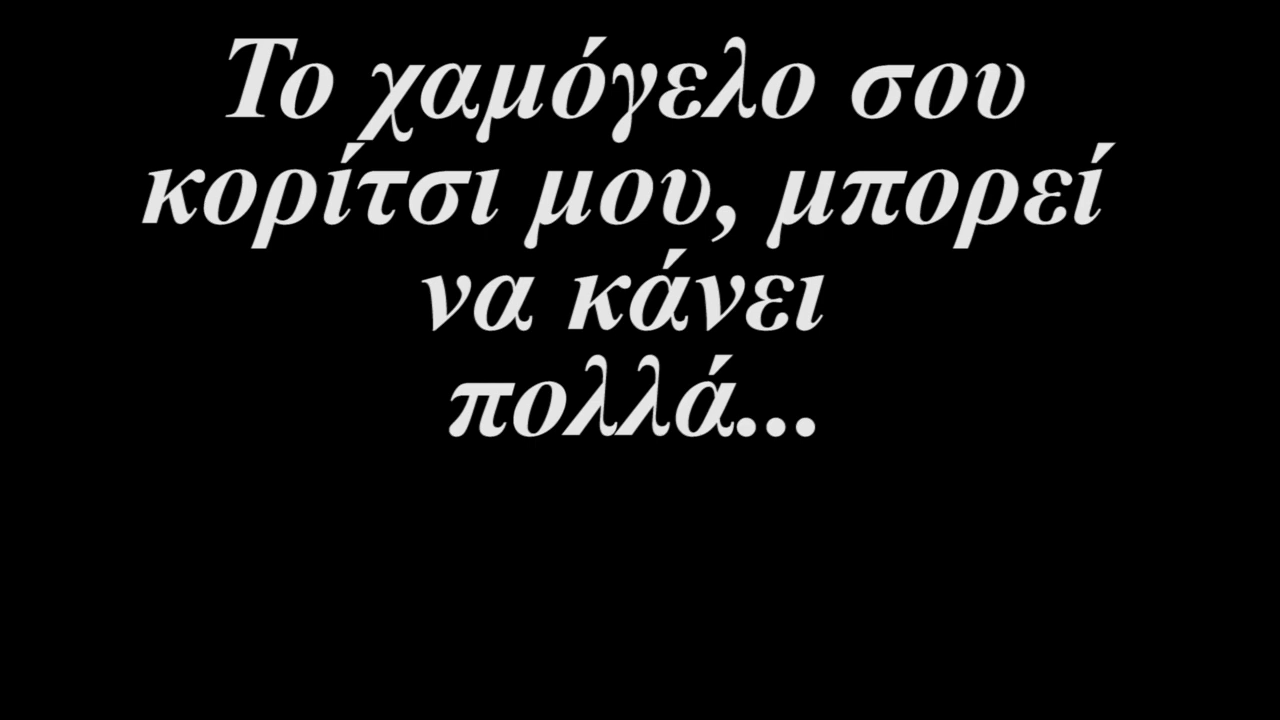 Το χαμόγελο σου
κορίτσι μου, μπορεί
να κάνει
πολλά...